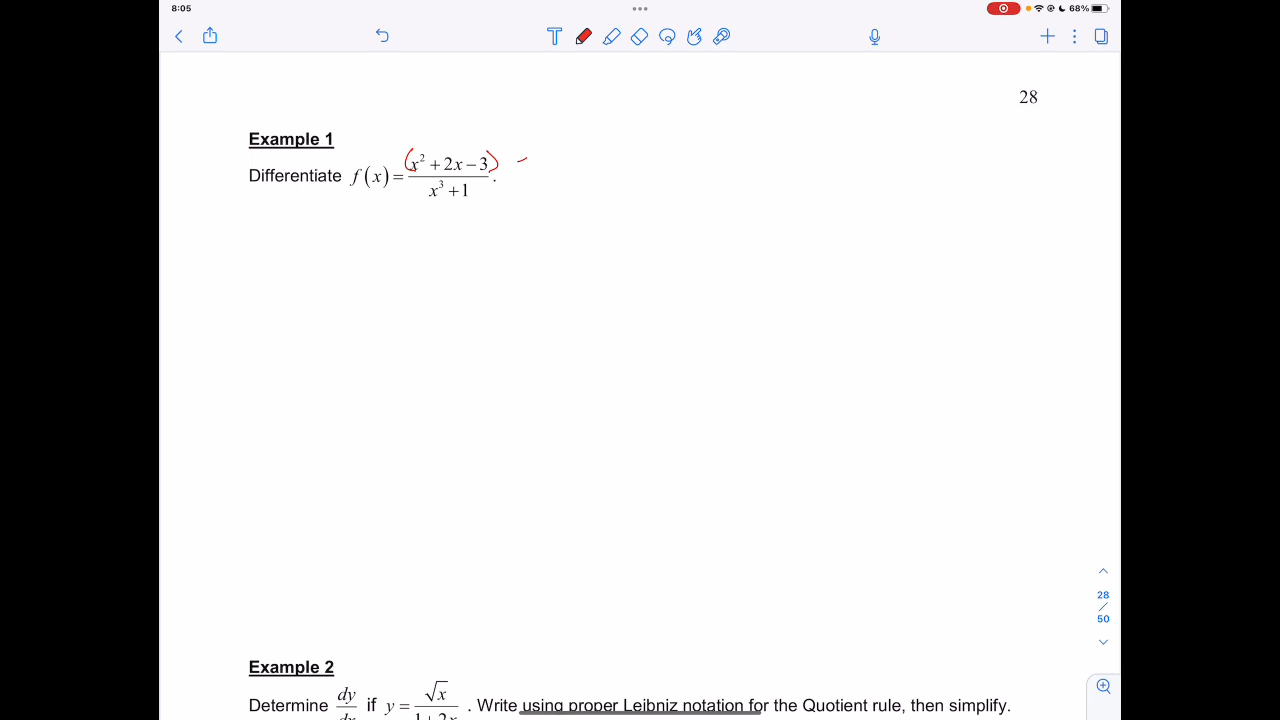 8:05
68%
28
Example 1
Differentiate f(x) = (x² + 2x − 3) / (x³ + 1).
28
/
50
Example 2
Determine dy/dx if y = √x / (1 + 2x). Write using proper Leibniz notation for the Quotient rule, then simplify.